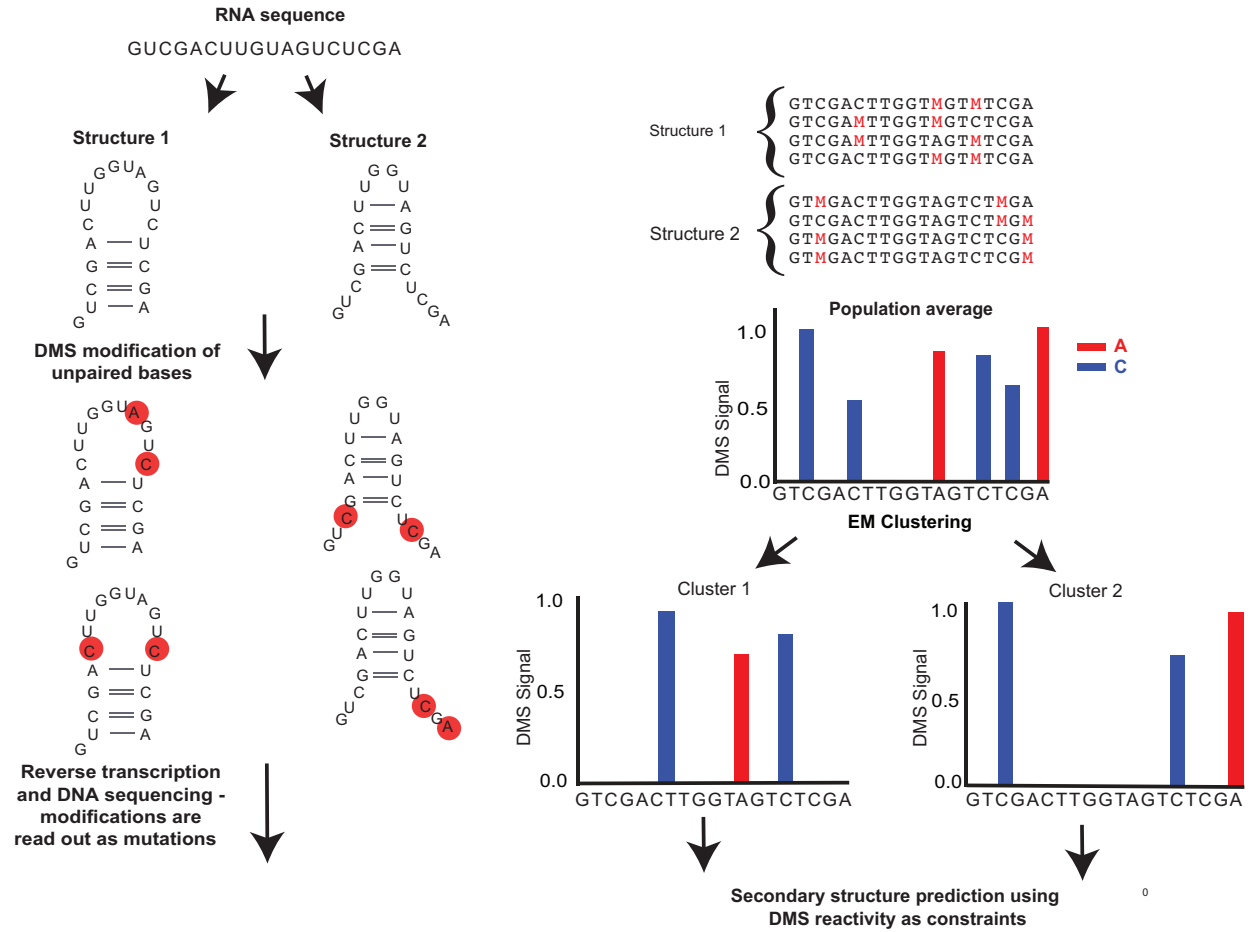 RNA sequence
GUCGACUUGUAGUCUCGA
Structure 1
Structure 2
G U C G A C U U G G U A G U C U C G A
G U C G A C U U G G U A G U C U C G A
DMS modification of
unpaired bases
G U C G A C U U G G U A G U C U C G A
G U C G A C U U G G U A G U C U C G A
G U C G A C U U G G U A G U C U C G A
G U C G A C U U G G U A G U C U C G A
Reverse transcription
and DNA sequencing -
modifications are
read out as mutations
Structure 1
GTCGACTTGGTMGTMTCGA
GTCGAMTTGGTMGTCTCGA
GTCGAMTTGGTAGTMTCGA
GTCGACTTGGTMGTMTCGA
Structure 2
GTMGACTTGGTAGTCTMGA
GTCGACTTGGTAGTCTMGM
GTMGACTTGGTAGTCTCGM
GTMGACTTGGTAGTCTCGM
Population average
DMS Signal
1.0
0.5
0.0
A
C
GTCGACTTGGTAGTCTCGA
EM Clustering
Cluster 1
DMS Signal
1.0
0.5
0.0
GTCGACTTGGTAGTCTCGA
Cluster 2
DMS Signal
1.0
0.5
0.0
GTCGACTTGGTAGTCTCGA
Secondary structure prediction using
DMS reactivity as constraints
0